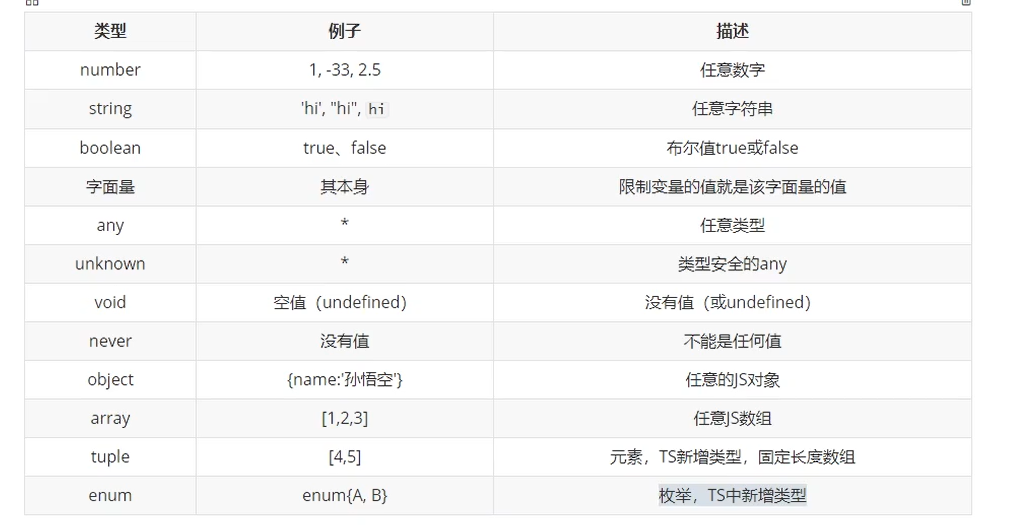 类型 例子 描述
number 1, -33, 2.5 任意数字
string 'hi', "hi", hi 任意字符串
boolean true、false 布尔值true或false
字面量 其本身 限制变量的值就是该字面量的值
any * 任意类型
unknown * 类型安全的any
void 空值（undefined） 没有值（或undefined）
never 没有值 不能是任何值
object {name:'孙悟空'} 任意的JS对象
array [1,2,3] 任意JS数组
tuple [4,5] 元素，TS新增类型，固定长度数组
enum enum{A, B} 枚举，TS中新增类型